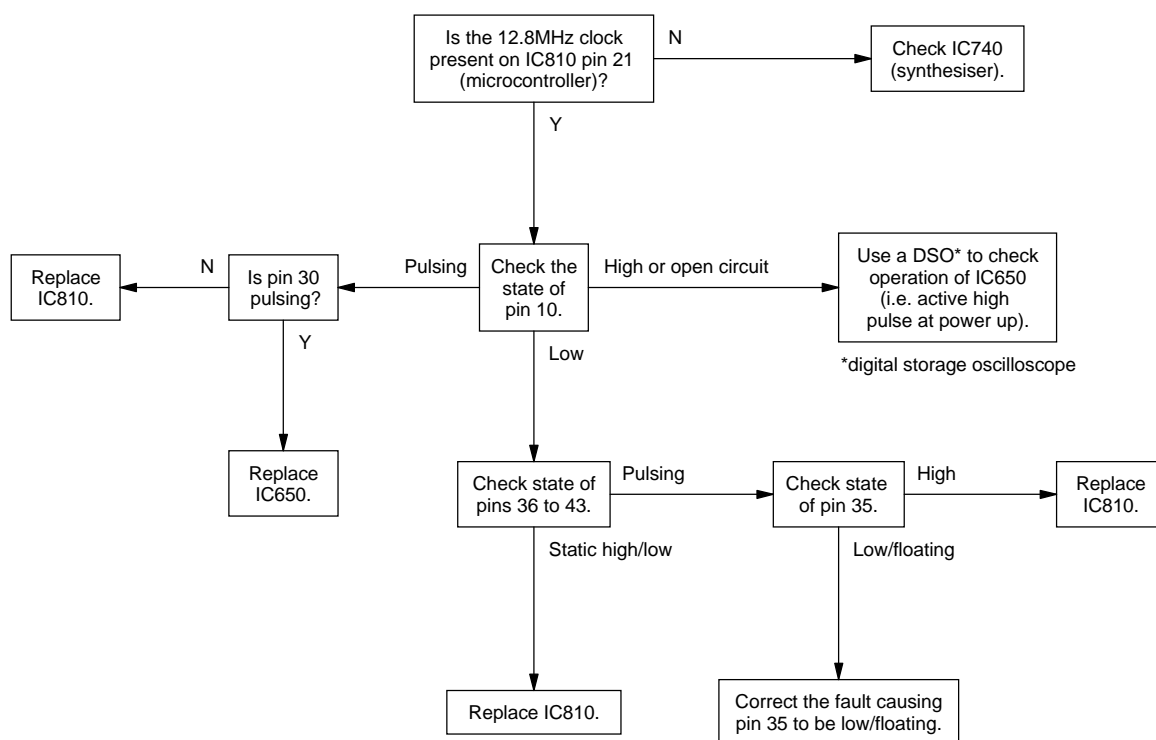 Is the 12.8MHz clock
present on IC810 pin 21
(microcontroller)?
N
Check IC740
(synthesiser).
Y
Replace
IC810.
N
Is pin 30
pulsing?
Pulsing
Check the
state of
pin 10.
High or open circuit
Use a DSO* to check
operation of IC650
(i.e. active high
pulse at power up).
*digital storage oscilloscope
Y
Low
Replace
IC650.
Check state of
pins 36 to 43.
Pulsing
Check state
of pin 35.
High
Replace
IC810.
Static high/low
Low/floating
Replace IC810.
Correct the fault causing
pin 35 to be low/floating.